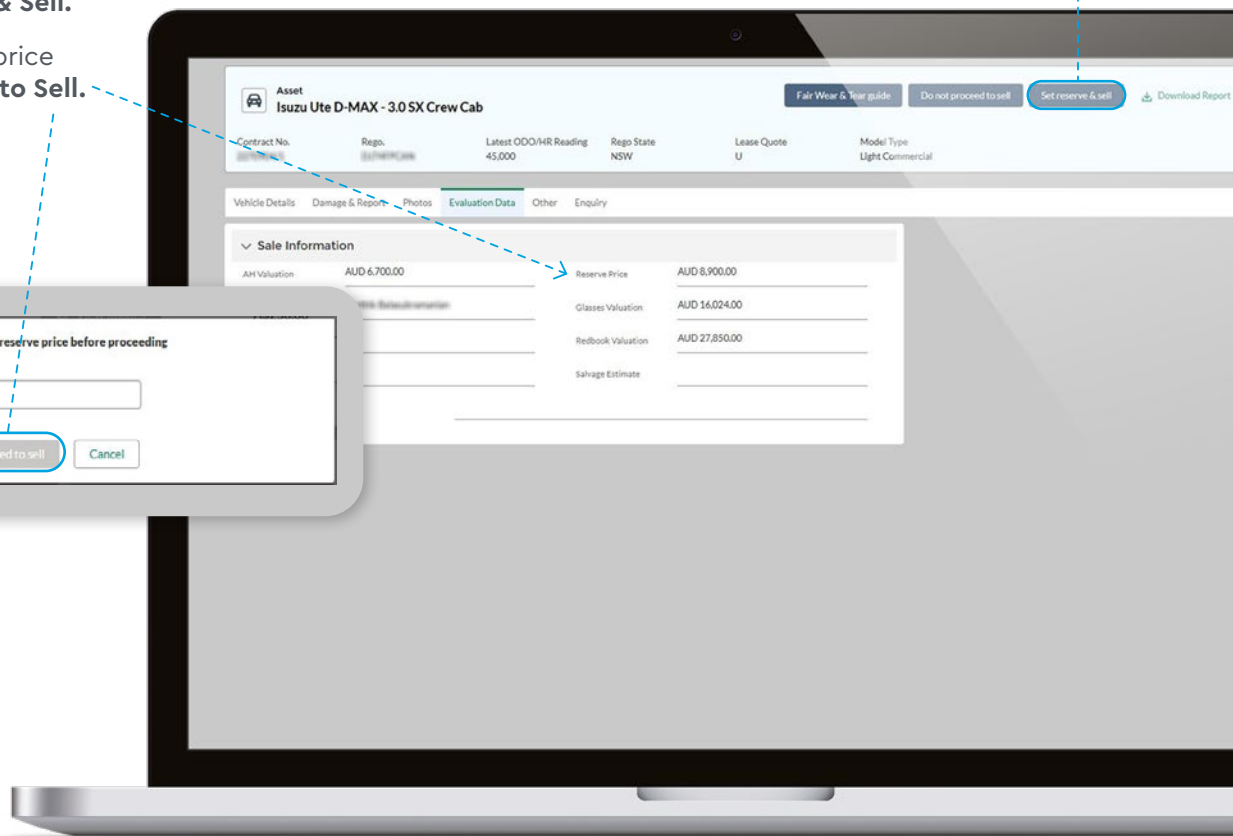 & Sell.
price
to Sell.
Asset
Isuzu Ute D-MAX - 3.0 SX Crew Cab
Fair Wear & Tear guide
Do not proceed to sell
Set reserve & sell
Download Report
Contract No.
Rego.
Latest ODO/HR Reading
Rego State
Lease Quote
Model Type
45,000
NSW
U
Light Commercial
Vehicle Details
Damage & Report
Photos
Evaluation Data
Other
Enquiry
Sale Information
AH Valuation
AUD 6,700.00
Reserve Price
AUD 8,900.00
Glasses Valuation
AUD 16,024.00
Redbook Valuation
AUD 27,850.00
Salvage Estimate
reserve price before proceeding
ed to sell
Cancel